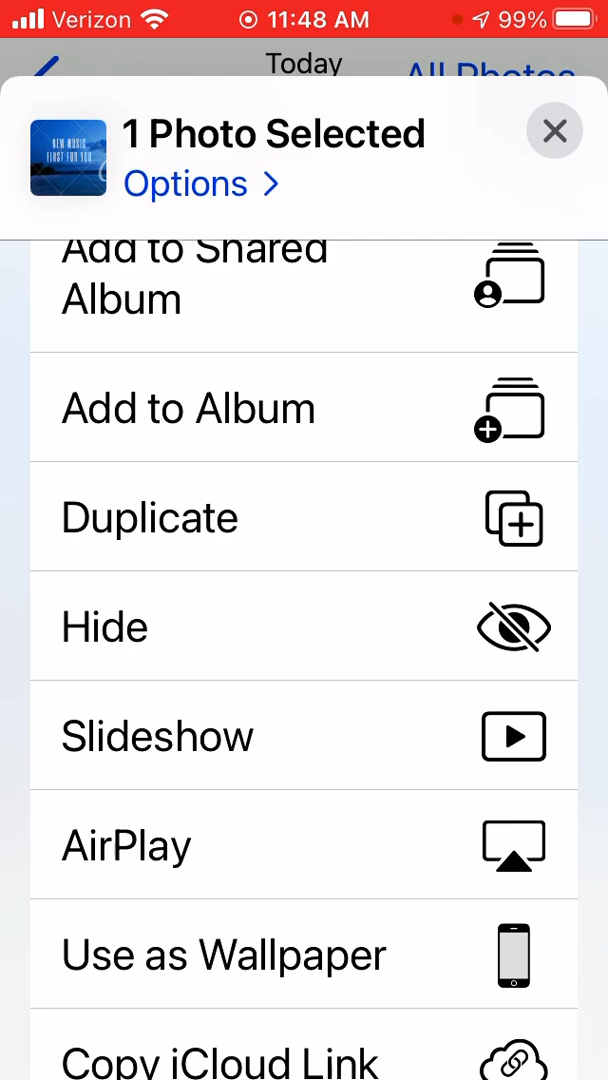 Verizon 11:48 AM 99%
Today
All Photos
NEW MUSIC
FIRST FOR YOU
1 Photo Selected
Options
Add to Shared
Album
Add to Album
Duplicate
Hide
Slideshow
AirPlay
Use as Wallpaper
Copy iCloud Link